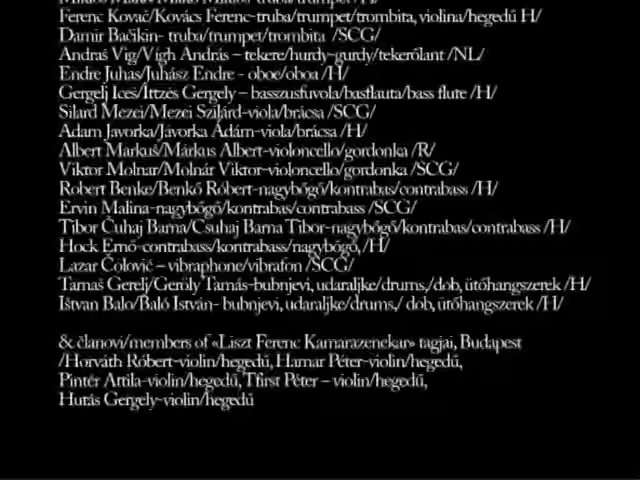 Ferenc Kovač/Kovács Ferenc-truba/trumpet/trombita, violina/hegedű H/
Damir Bačikin- truba/trumpet/trombita /SCG/
Andraš Vig/Vigh András – tekere/hurdy-gurdy/tekerőlant /NL/
Endre Juhas/Juhász Endre - oboe/oboa /H/
Gergelj Ices/Ittzés Gergely – basszusfuvola/basflauta/bass flute /H/
Silard Mezei/Mezei Szilárd-viola/brácsa /SCG/
Adam Javorka/Javorka Ádám-viola/brácsa /H/
Albert Markuš/Márkus Albert-violoncello/gordonka /R/
Viktor Molnar/Molnár Viktor-violoncello/gordonka /SCG/
Robert Benke/Benkő Róbert-nagybőgő/kontrabas/contrabass /H/
Ervin Malina-nagybőgő/kontrabas/contrabass /SCG/
Tibor Čuhaj Barna/Csuhaj Barna Tibor-nagybőgő/kontrabas/contrabass /H/
Hock Ernő-contrabass/kontrabass/nagybőgő, /H/
Lazar Čolović – vibraphone/vibrafon /SCG/
Tamaš Gerelj/Geröly Tamás-bubnjevi, udaraljke/drums,/dob, ütőhangszerek /H/
Ištvan Balo/Baló István- bubnjevi, udaraljke/drums,/ dob, ütőhangszerek /H/
& članovi/members of «Liszt Ferenc Kamarazenekar» tagjai, Budapest
/Horváth Róbert-violin/hegedű, Hamar Péter-violin/hegedű,
Pintér Attila-violin/hegedű, Tfirst Péter – violin/hegedű,
Hutás Gergely-violin/hegedű